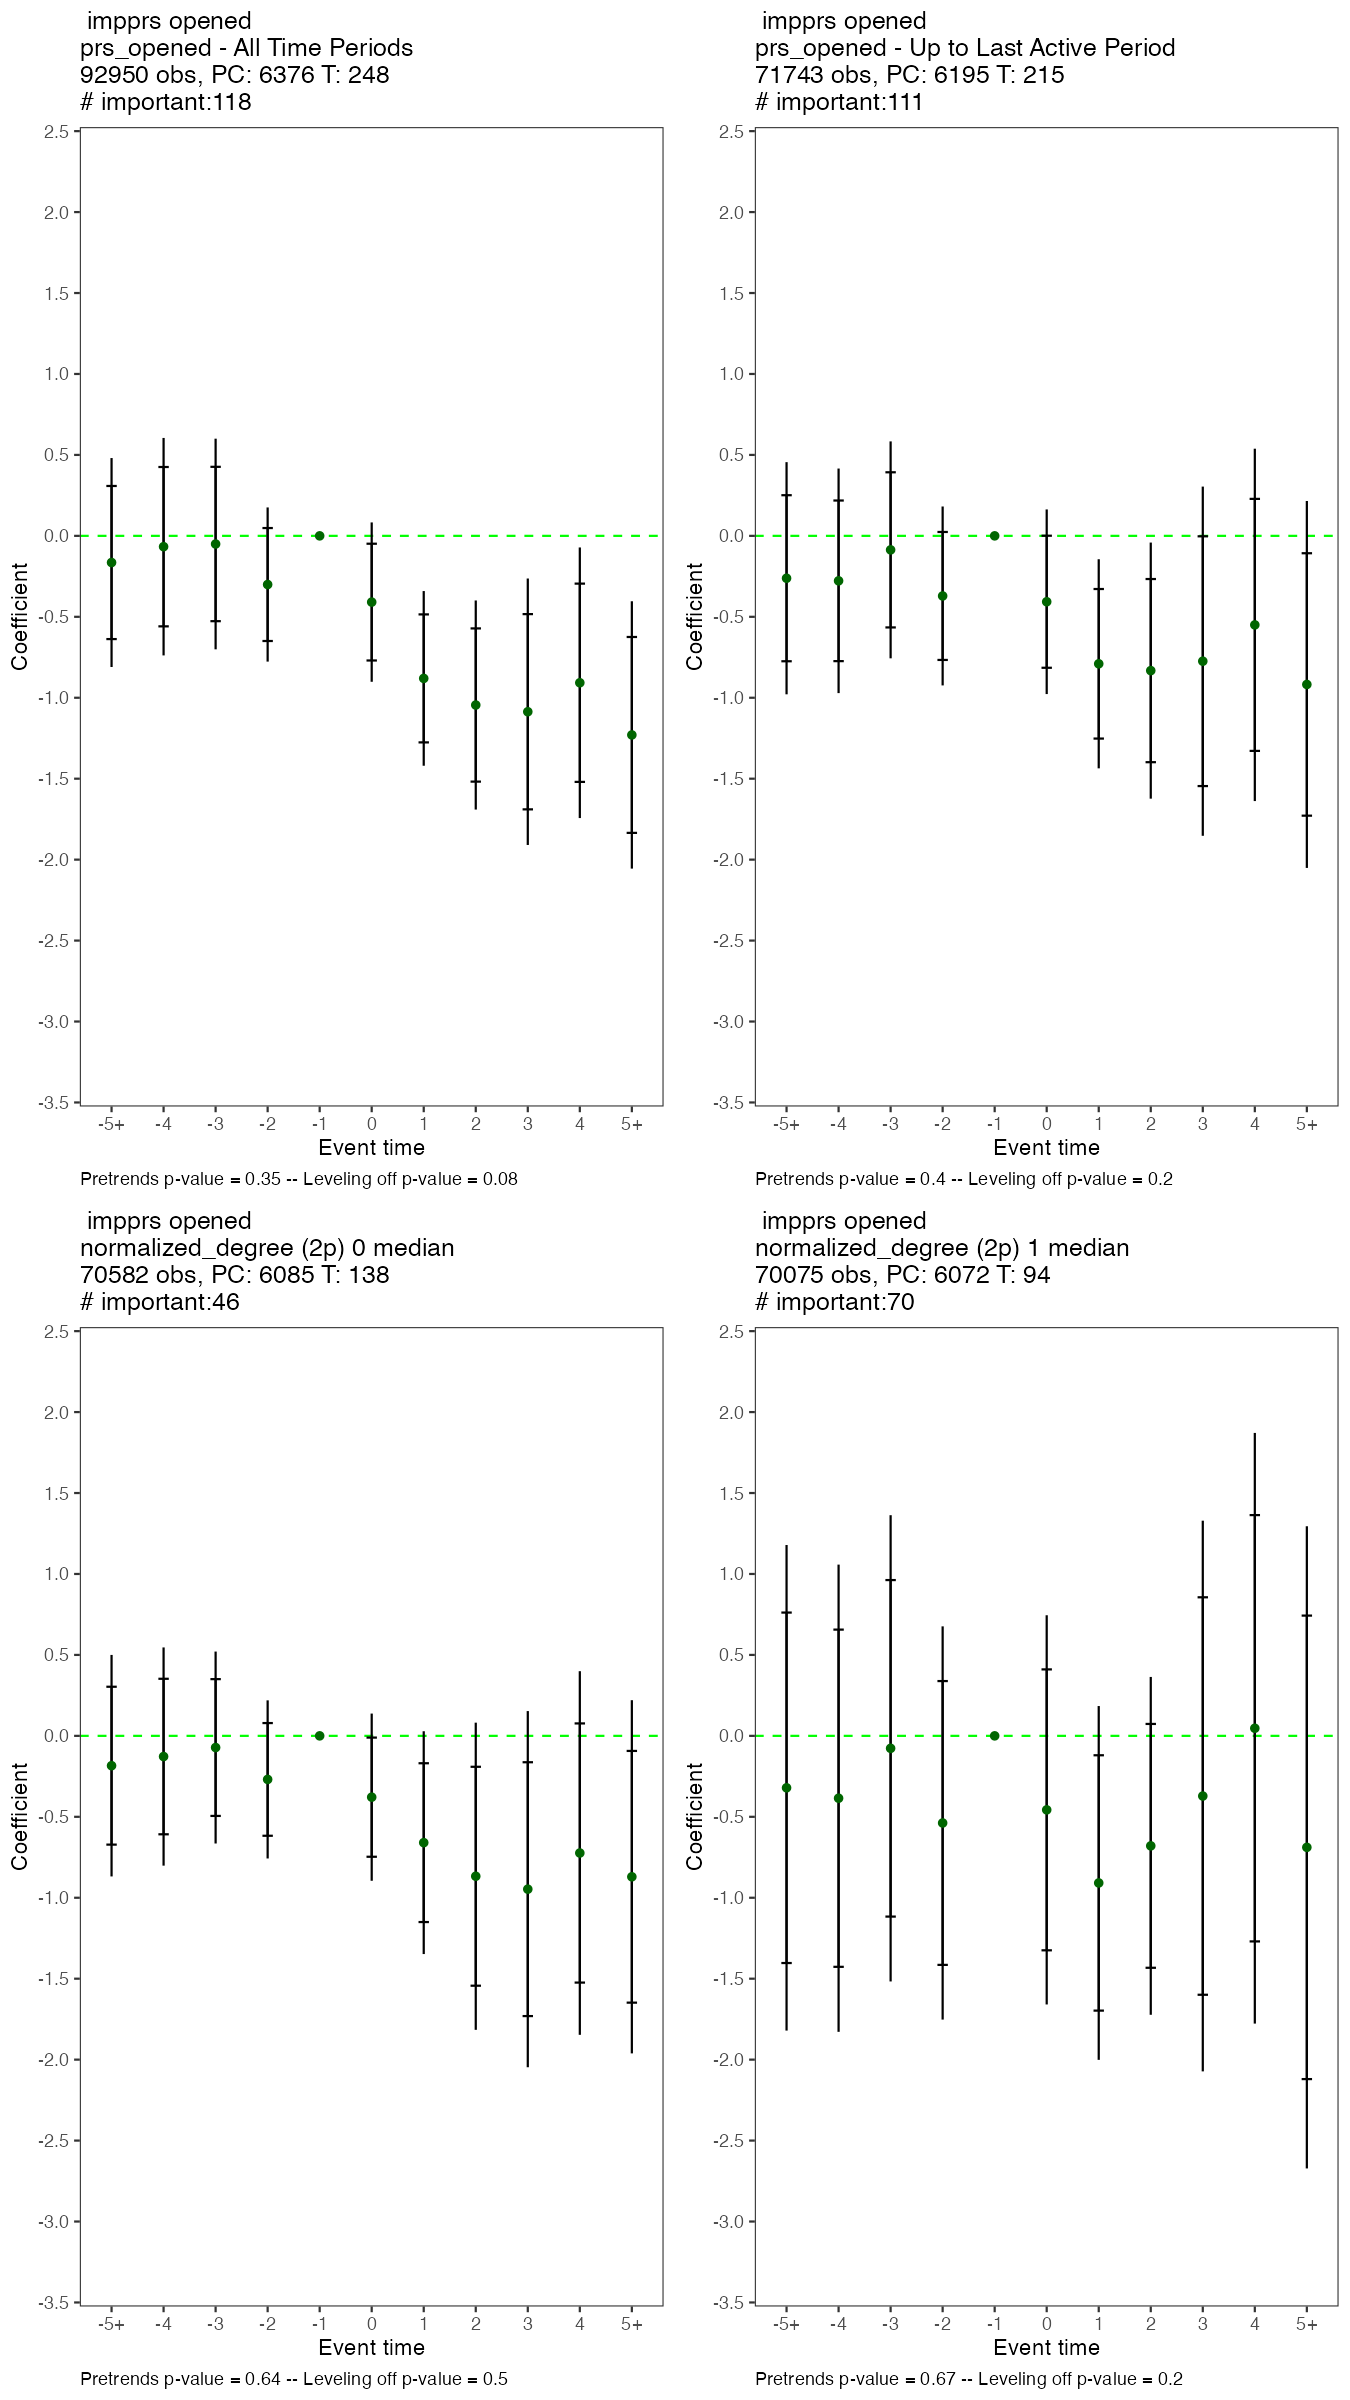 impprs opened
prs_opened - All Time Periods
92950 obs, PC: 6376 T: 248
# important:118
2.5
2.0
1.5
1.0
0.5
0.0
-0.5
-1.0
-1.5
-2.0
-2.5
-3.0
-3.5
Coefficient
-5+ -4 -3 -2 -1 0 1 2 3 4 5+
Event time
Pretrends p-value = 0.35 -- Leveling off p-value = 0.08
impprs opened
prs_opened - Up to Last Active Period
71743 obs, PC: 6195 T: 215
# important:111
2.5
2.0
1.5
1.0
0.5
0.0
-0.5
-1.0
-1.5
-2.0
-2.5
-3.0
-3.5
Coefficient
-5+ -4 -3 -2 -1 0 1 2 3 4 5+
Event time
Pretrends p-value = 0.4 -- Leveling off p-value = 0.2
impprs opened
normalized_degree (2p) 0 median
70582 obs, PC: 6085 T: 138
# important:46
2.5
2.0
1.5
1.0
0.5
0.0
-0.5
-1.0
-1.5
-2.0
-2.5
-3.0
-3.5
Coefficient
-5+ -4 -3 -2 -1 0 1 2 3 4 5+
Event time
Pretrends p-value = 0.64 -- Leveling off p-value = 0.5
impprs opened
normalized_degree (2p) 1 median
70075 obs, PC: 6072 T: 94
# important:70
2.5
2.0
1.5
1.0
0.5
0.0
-0.5
-1.0
-1.5
-2.0
-2.5
-3.0
-3.5
Coefficient
-5+ -4 -3 -2 -1 0 1 2 3 4 5+
Event time
Pretrends p-value = 0.67 -- Leveling off p-value = 0.2